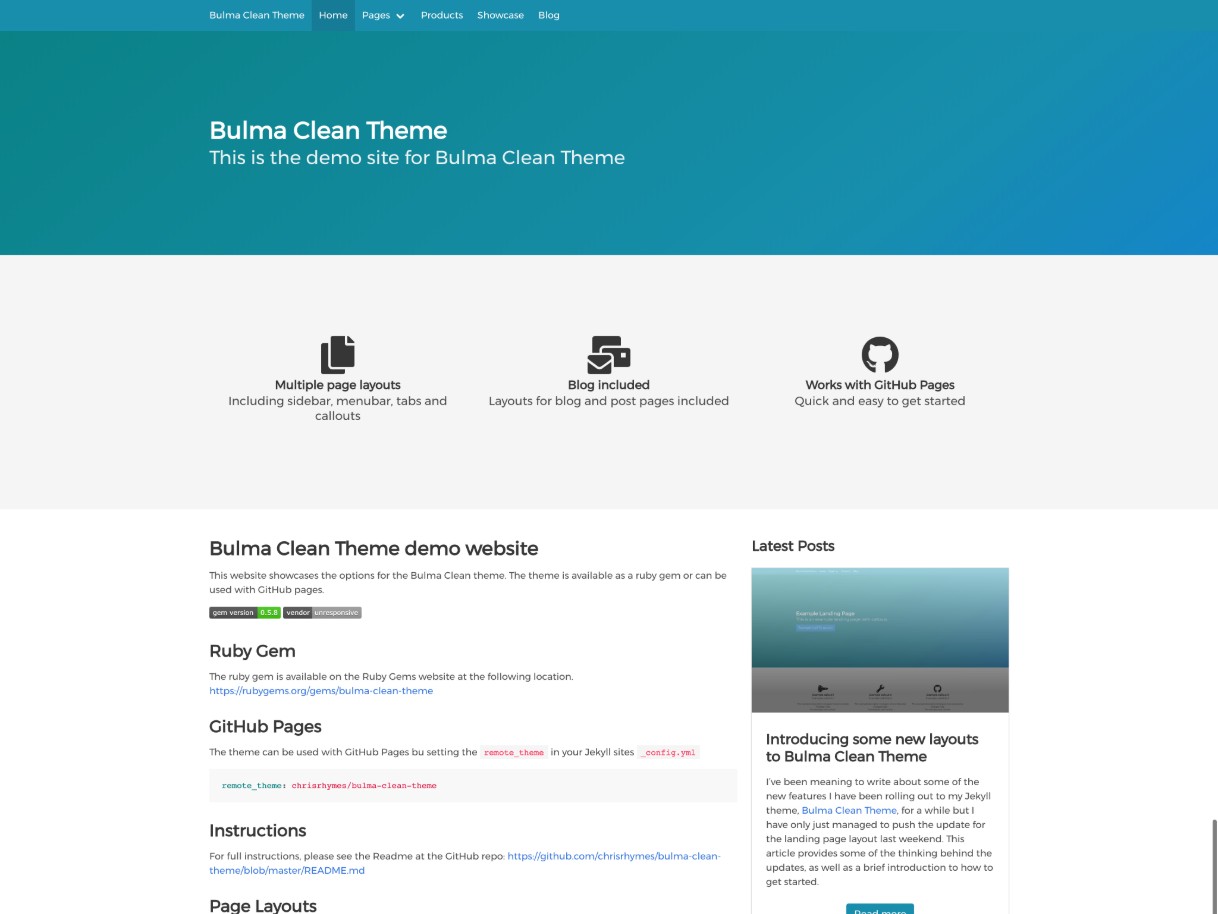 Bulma Clean Theme Home Pages Products Showcase Blog
Bulma Clean Theme
This is the demo site for Bulma Clean Theme
Multiple page layouts
Including sidebar, menubar, tabs and
callouts
Blog included
Layouts for blog and post pages included
Works with GitHub Pages
Quick and easy to get started
Bulma Clean Theme demo website
This website showcases the options for the Bulma Clean theme. The theme is available as a ruby gem or can be
used with GitHub pages.
gem version 0.5.8 vendor unresponsive
Ruby Gem
The ruby gem is available on the Ruby Gems website at the following location.
https://rubygems.org/gems/bulma-clean-theme
GitHub Pages
The theme can be used with GitHub Pages bu setting the remote_theme in your Jekyll sites _config.yml
remote_theme: chrisrhymes/bulma-clean-theme
Instructions
For full instructions, please see the Readme at the GitHub repo: https://github.com/chrisrhymes/bulma-clean-
theme/blob/master/README.md
Page Layouts
Latest Posts
Example Landing Page
Introducing some new layouts
to Bulma Clean Theme
I've been meaning to write about some of the
new features I have been rolling out to my Jekyll
theme, Bulma Clean Theme, for a while but I
have only just managed to push the update for
the landing page layout last weekend. This
article provides some of the thinking behind the
updates, as well as a brief introduction to how to
get started.
Read more